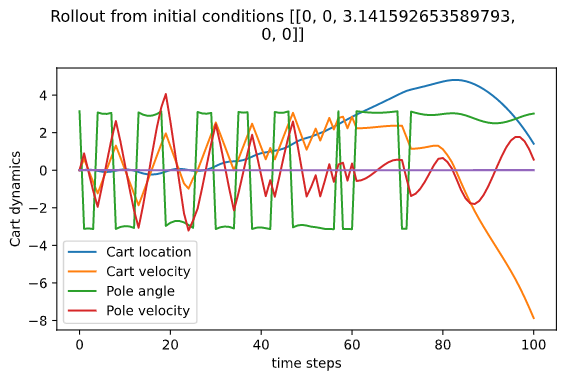 Rollout from initial conditions [[0, 0, 3.141592653589793,
0, 0]]
Cart dynamics
4
2
0
−2
−4
−6
−8
Cart location
Cart velocity
Pole angle
Pole velocity
0 20 40 60 80 100
time steps